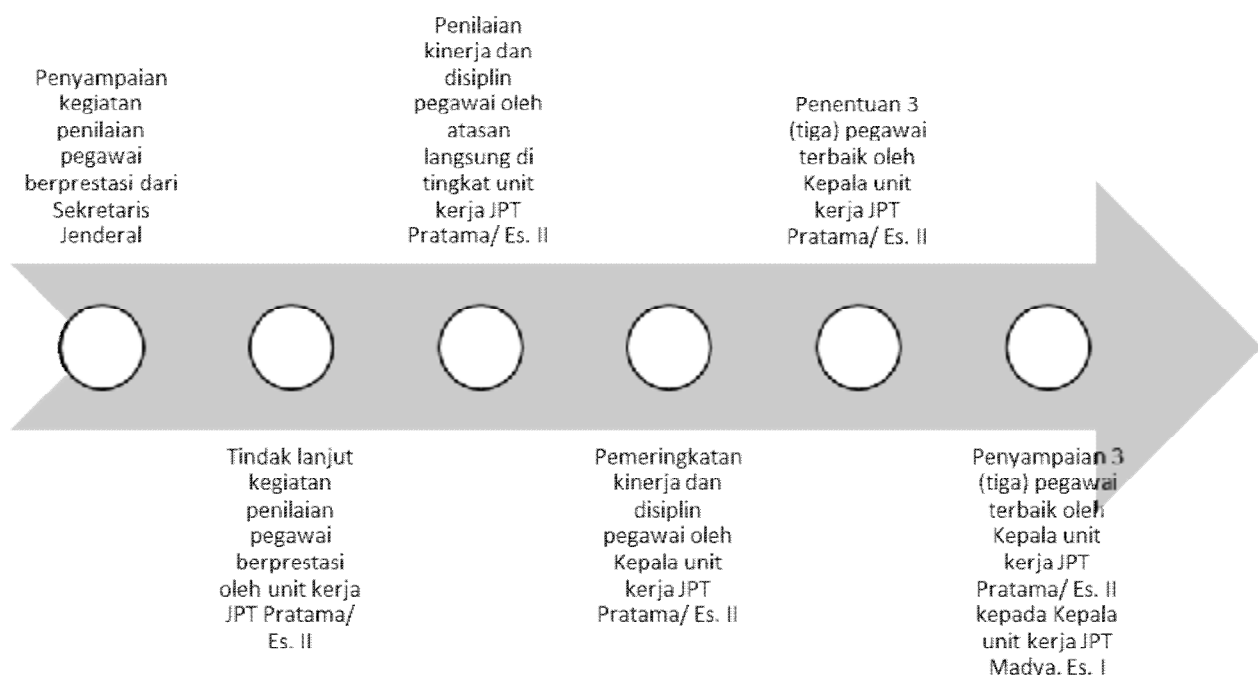 Penyampaian
kegiatan
penilaian
pegawai
berprestasi dari
Sekretaris
Jenderal
Tindak lanjut
kegiatan
penilaian
pegawai
berprestasi
oleh unit kerja
JPT Pratama/
Es. II
Penilaian
kinerja dan
disiplin
pegawai oleh
atasan
langsung di
tingkat unit
kerja JPT
Pratama/ Es. II
Pemeringkatan
kinerja dan
disiplin
pegawai oleh
Kepala unit
kerja JPT
Pratama/ Es. II
Penentuan 3
(tiga) pegawai
terbaik oleh
Kepala unit
kerja JPT
Pratama/ Es. II
Penyampaian 3
(tiga) pegawai
terbaik oleh
Kepala unit
kerja JPT
Pratama/ Es. II
kepada Kepala
unit kerja JPT
Madya. Es. I